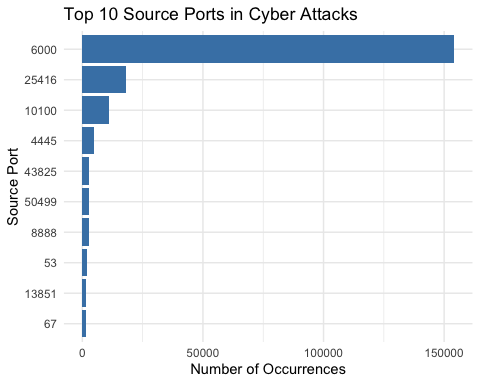 Top 10 Source Ports in Cyber Attacks
6000
25416
10100
4445
43825
50499
8888
53
13851
67
Source Port
0 50000 100000 150000
Number of Occurrences